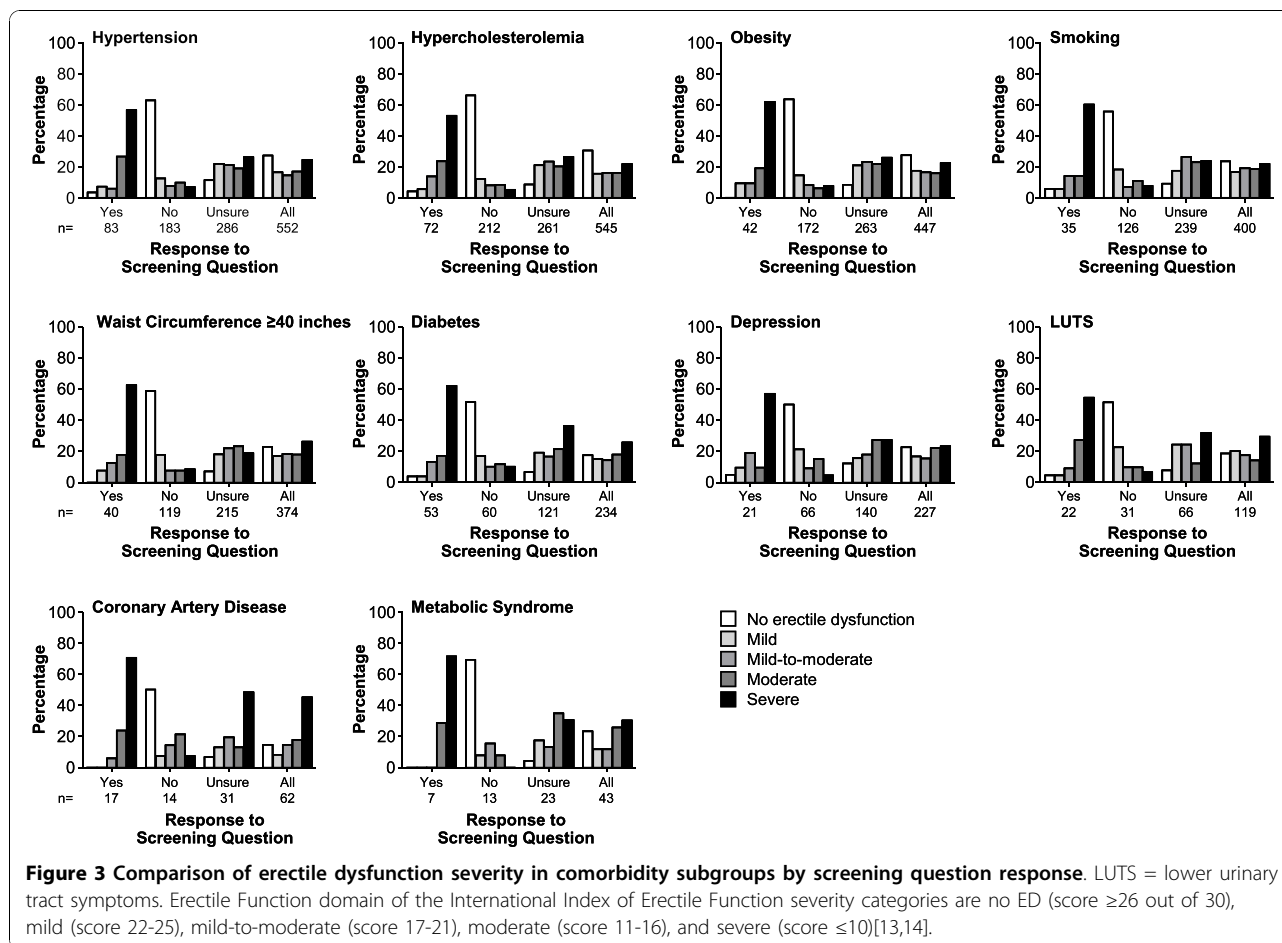 Hypertension
100
80
60
40
20
0
Percentage
Yes No Unsure All
n= 83 183 286 552
Response to
Screening Question
Hypercholesterolemia
100
80
60
40
20
0
Percentage
Yes No Unsure All
72 212 261 545
Response to
Screening Question
Obesity
100
80
60
40
20
0
Percentage
Yes No Unsure All
42 172 263 447
Response to
Screening Question
Smoking
100
80
60
40
20
0
Percentage
Yes No Unsure All
35 126 239 400
Response to
Screening Question
Waist Circumference ≥40 inches
100
80
60
40
20
0
Percentage
Yes No Unsure All
n= 40 119 215 374
Response to
Screening Question
Diabetes
100
80
60
40
20
0
Percentage
Yes No Unsure All
53 60 121 234
Response to
Screening Question
Depression
100
80
60
40
20
0
Percentage
Yes No Unsure All
21 66 140 227
Response to
Screening Question
LUTS
100
80
60
40
20
0
Percentage
Yes No Unsure All
22 31 66 119
Response to
Screening Question
Coronary Artery Disease
100
80
60
40
20
0
Percentage
Yes No Unsure All
n= 17 14 31 62
Response to
Screening Question
Metabolic Syndrome
100
80
60
40
20
0
Percentage
Yes No Unsure All
7 13 23 43
Response to
Screening Question
No erectile dysfunction
Mild
Mild-to-moderate
Moderate
Severe
Figure 3 Comparison of erectile dysfunction severity in comorbidity subgroups by screening question response. LUTS = lower urinary
tract symptoms. Erectile Function domain of the International Index of Erectile Function severity categories are no ED (score ≥26 out of 30),
mild (score 22-25), mild-to-moderate (score 17-21), moderate (score 11-16), and severe (score ≤10)[13,14].